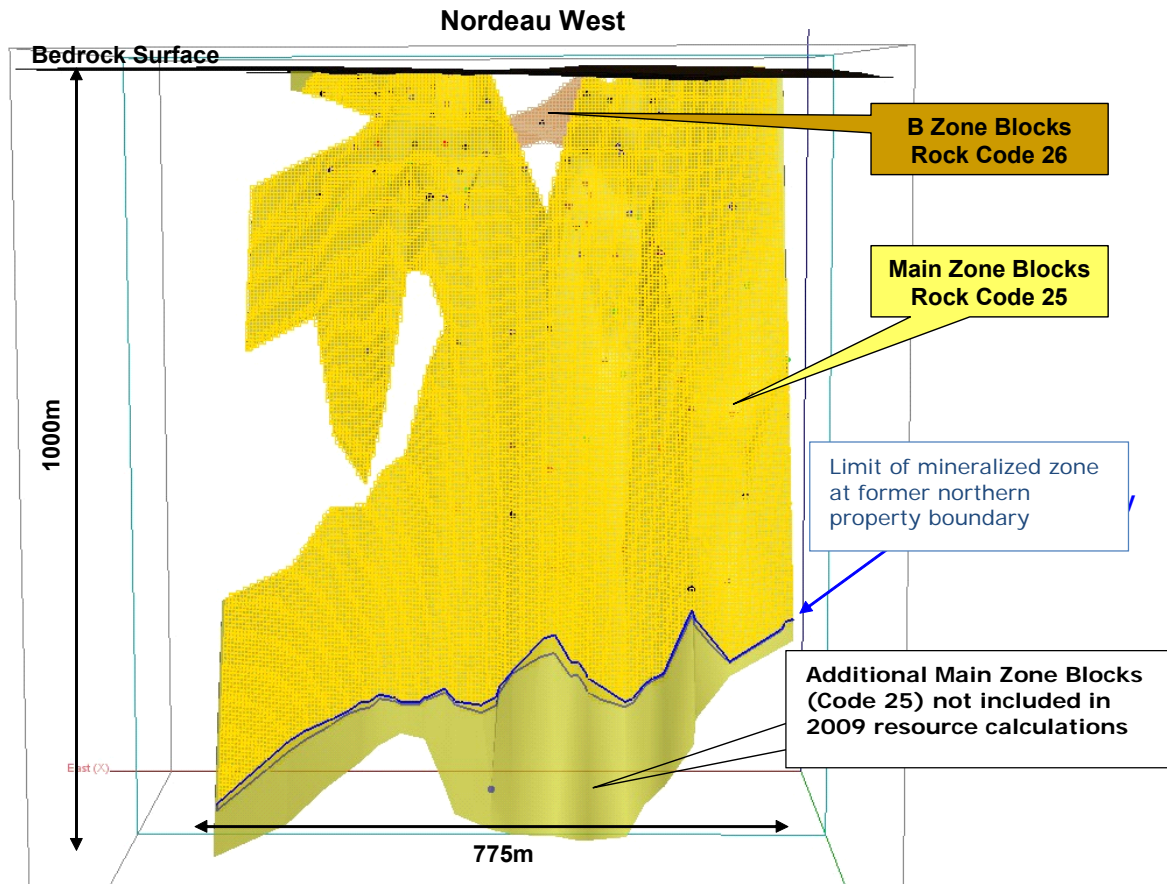 Nordeau West
Bedrock Surface
B Zone Blocks
Rock Code 26
Main Zone Blocks
Rock Code 25
1000m
Limit of mineralized zone
at former northern
property boundary
Additional Main Zone Blocks
(Code 25) not included in
2009 resource calculations
East (X)
775m